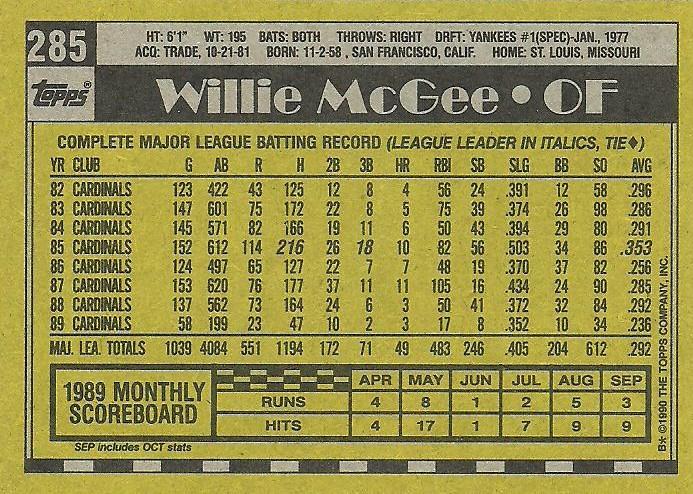 285
HT: 6'1" WT: 195 BATS: BOTH THROWS: RIGHT DRFT: YANKEES #1(SPEC)-JAN., 1977
ACQ: TRADE, 10-21-81 BORN: 11-2-58 , SAN FRANCISCO, CALIF. HOME: ST. LOUIS, MISSOURI
Topps®
Willie McGee • OF
COMPLETE MAJOR LEAGUE BATTING RECORD (LEAGUE LEADER IN ITALICS, TIE♦)
YR CLUB G AB R H 2B 3B HR RBI SB SLG BB SO AVG
82 CARDINALS 123 422 43 125 12 8 4 56 24 .391 12 58 .296
83 CARDINALS 147 601 75 172 22 8 5 75 39 .374 26 98 .286
84 CARDINALS 145 571 82 166 19 11 6 50 43 .394 29 80 .291
85 CARDINALS 152 612 114 216 26 18 10 82 56 .503 34 86 .353
86 CARDINALS 124 497 65 127 22 7 7 48 19 .370 37 82 .256
87 CARDINALS 153 620 76 177 37 11 11 105 16 .434 24 90 .285
88 CARDINALS 137 562 73 164 24 6 3 50 41 .372 32 84 .292
89 CARDINALS 58 199 23 47 10 2 3 17 8 .352 10 34 .236
MAJ. LEA. TOTALS 1039 4084 551 1194 172 71 49 483 246 .405 204 612 .292
1989 MONTHLY
SCOREBOARD
APR MAY JUN JUL AUG SEP
RUNS 4 8 1 2 5 3
HITS 4 17 1 7 9 9
SEP includes OCT stats
B* ©1990 THE TOPPS COMPANY, INC.